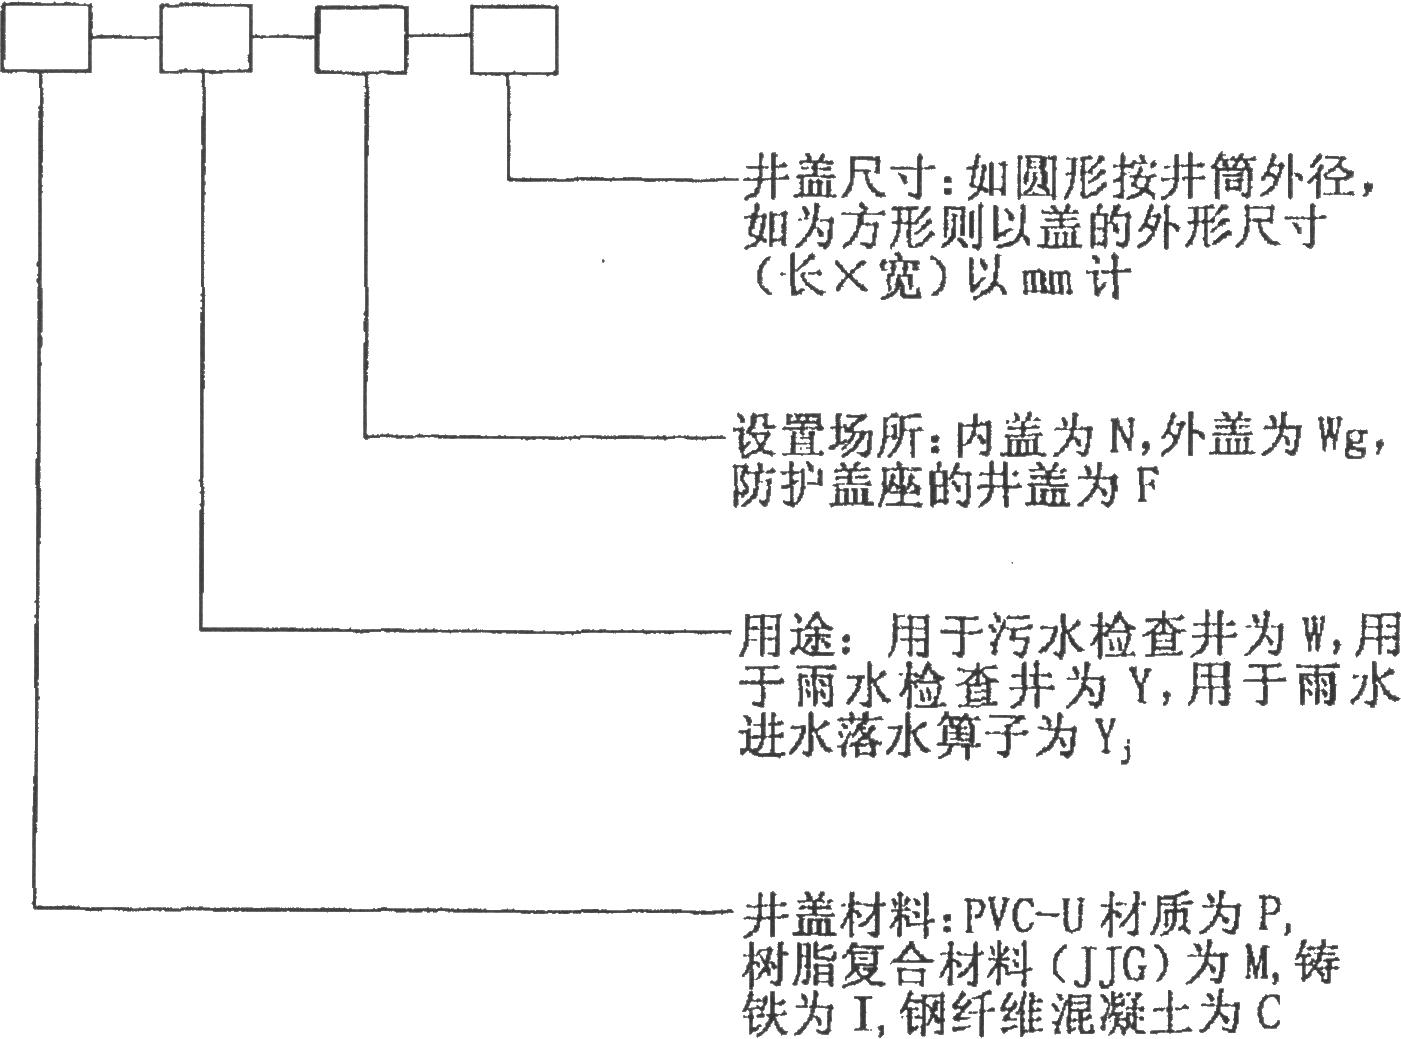 井盖尺寸:如圆形按井筒外径,
如为方形则以盖的外形尺寸
(长×宽)以mm计
设置场所:内盖为N,外盖为Wg,
防护盖座的井盖为F
用途:用于污水检查井为W,用
于雨水检查井为Y,用于雨水
进水落水箅子为Yj
井盖材料:PVC-U材质为P,
树脂复合材料(JJG)为M,铸
铁为I,钢纤维混凝土为C